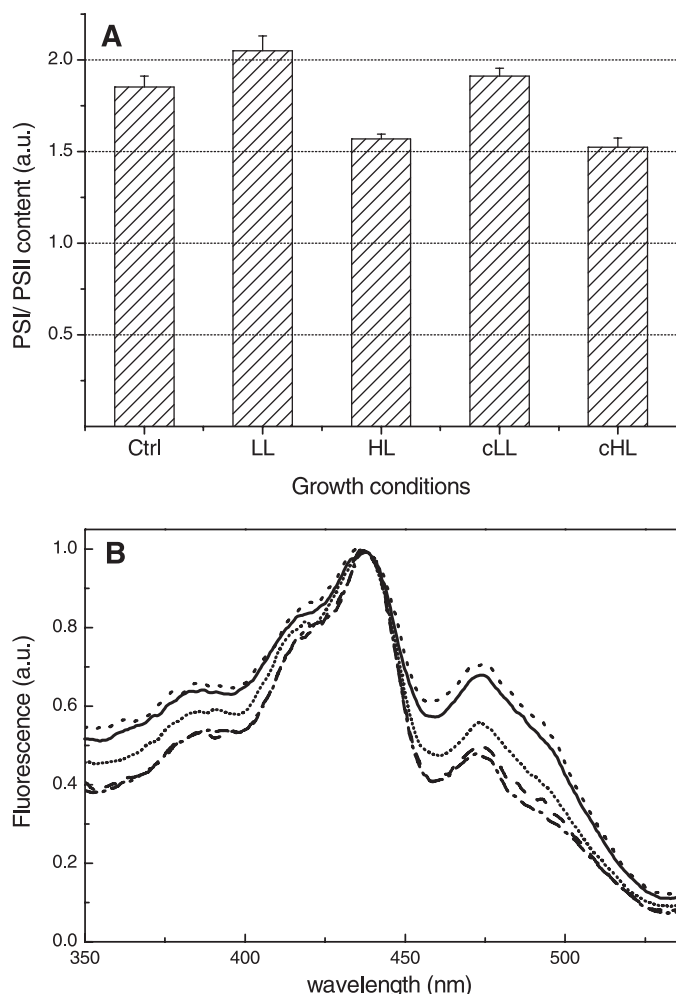 A
PSI/ PSII content (a.u.)
2.0
1.5
1.0
0.5
Ctrl LL HL cLL cHL
Growth conditions
B
Fluorescence (a.u.)
1.0
0.8
0.6
0.4
0.2
0.0
350 400 450 500
wavelength (nm)